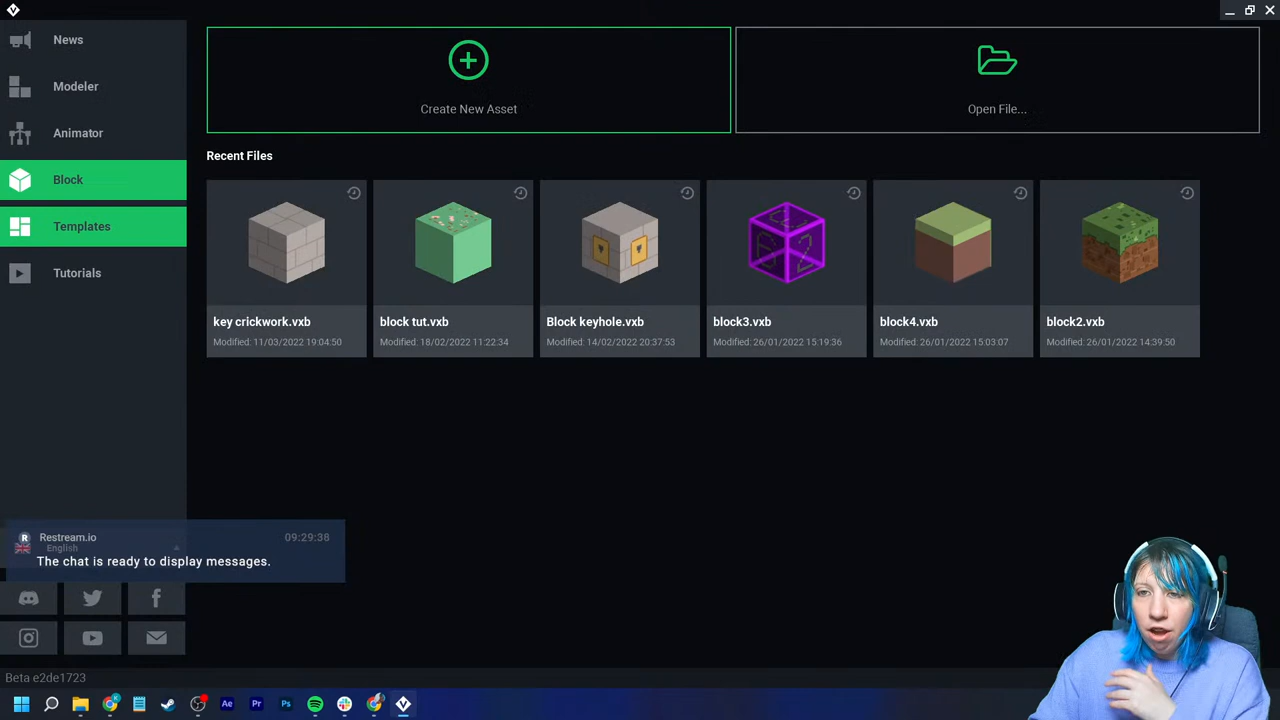 News
Modeler
Animator
Block
Templates
Tutorials
Create New Asset
Open File...
Recent Files
key crickwork.vxb
Modified: 11/03/2022 19:04:50
block tut.vxb
Modified: 18/02/2022 11:22:34
Block keyhole.vxb
Modified: 14/02/2022 20:37:53
block3.vxb
Modified: 26/01/2022 15:19:36
block4.vxb
Modified: 26/01/2022 15:03:07
block2.vxb
Modified: 26/01/2022 14:39:50
R
Restream.io
09:29:38
English
The chat is ready to display messages.
Beta e2de1723
Ae
Pr
Ps